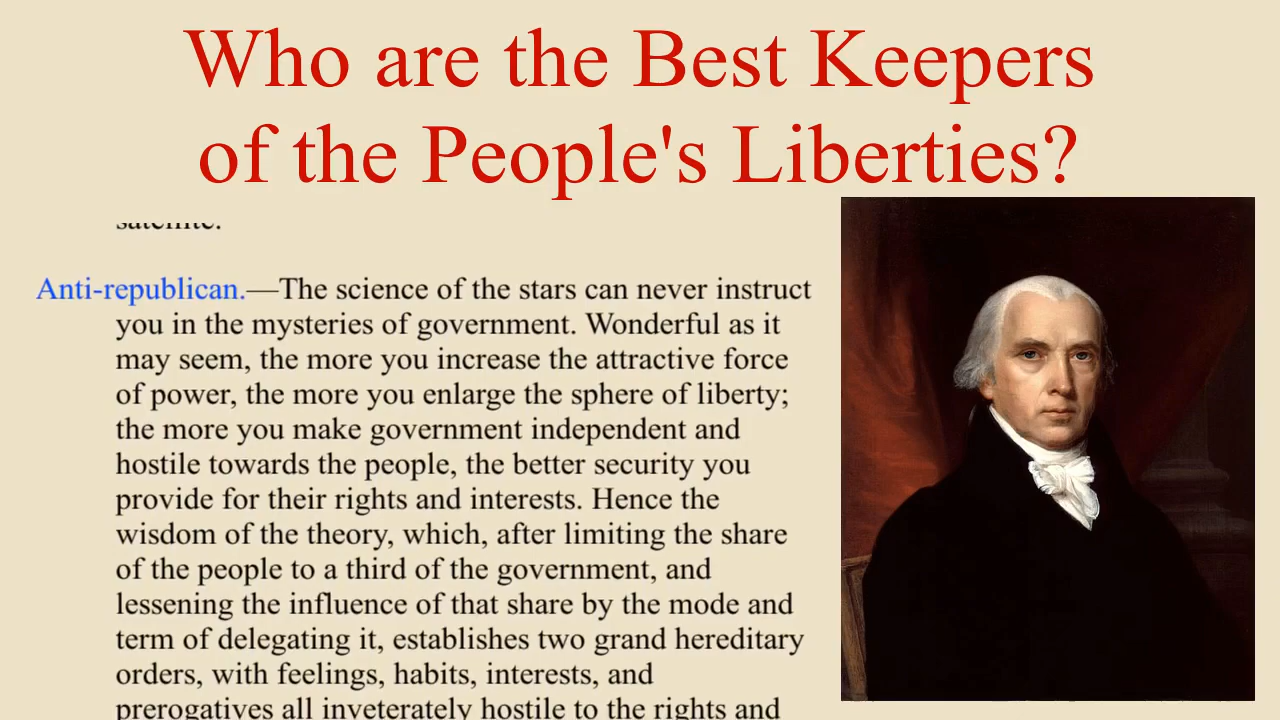 Who are the Best Keepers
of the People's Liberties?
satellite.
Anti-republican.—The science of the stars can never instruct
you in the mysteries of government. Wonderful as it
may seem, the more you increase the attractive force
of power, the more you enlarge the sphere of liberty;
the more you make government independent and
hostile towards the people, the better security you
provide for their rights and interests. Hence the
wisdom of the theory, which, after limiting the share
of the people to a third of the government, and
lessening the influence of that share by the mode and
term of delegating it, establishes two grand hereditary
orders, with feelings, habits, interests, and
prerogatives all inveterately hostile to the rights and